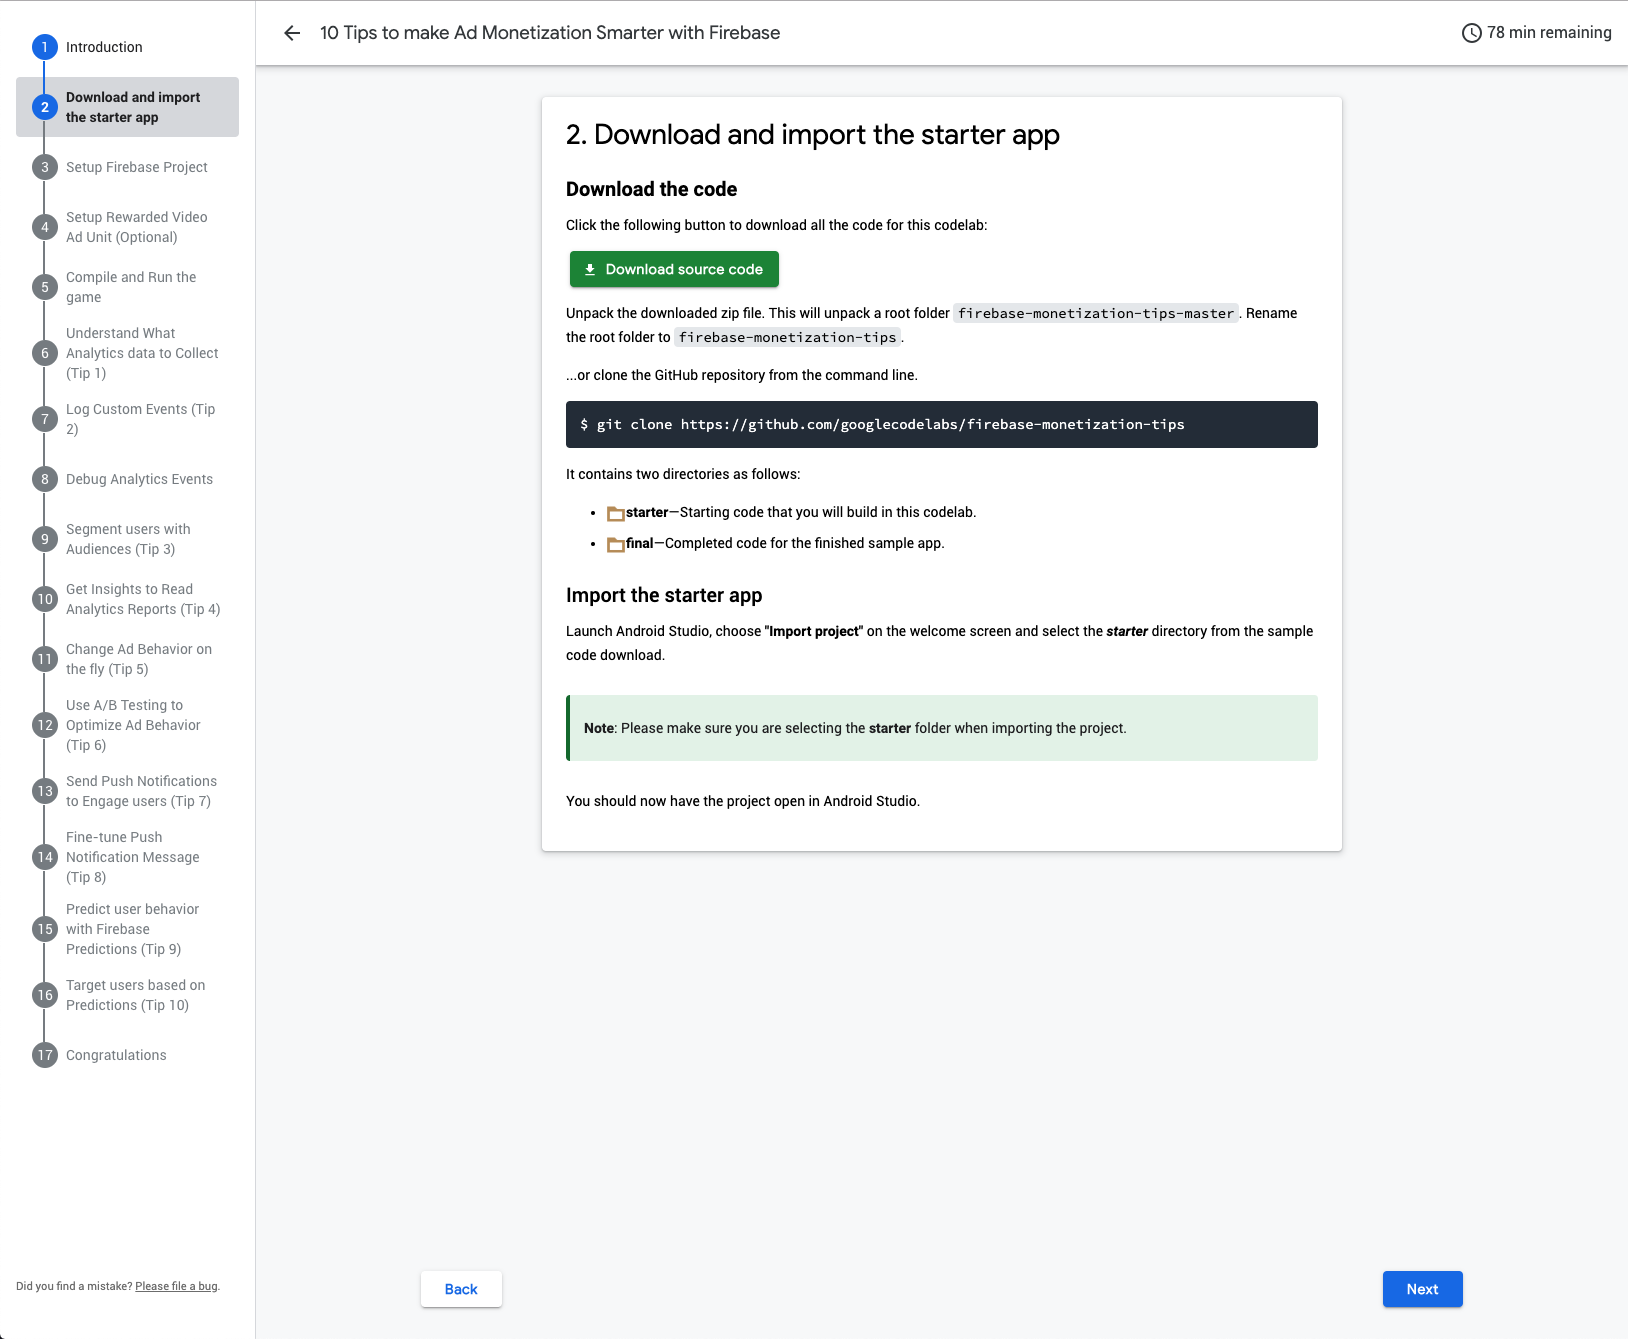 1 Introduction
2 Download and import
the starter app
3 Setup Firebase Project
4 Setup Rewarded Video
Ad Unit (Optional)
5 Compile and Run the
game
6 Understand What
Analytics data to Collect
(Tip 1)
7 Log Custom Events (Tip
2)
8 Debug Analytics Events
9 Segment users with
Audiences (Tip 3)
10 Get Insights to Read
Analytics Reports (Tip 4)
11 Change Ad Behavior on
the fly (Tip 5)
12 Use A/B Testing to
Optimize Ad Behavior
(Tip 6)
13 Send Push Notifications
to Engage users (Tip 7)
14 Fine-tune Push
Notification Message
(Tip 8)
15 Predict user behavior
with Firebase
Predictions (Tip 9)
16 Target users based on
Predictions (Tip 10)
17 Congratulations
Did you find a mistake? Please file a bug.
10 Tips to make Ad Monetization Smarter with Firebase
78 min remaining
2. Download and import the starter app
Download the code
Click the following button to download all the code for this codelab:
Download source code
Unpack the downloaded zip file. This will unpack a root folder firebase-monetization-tips-master. Rename
the root folder to firebase-monetization-tips.
...or clone the GitHub repository from the command line.
$ git clone https://github.com/googlecodelabs/firebase-monetization-tips
It contains two directories as follows:
• starter—Starting code that you will build in this codelab.
• final—Completed code for the finished sample app.
Import the starter app
Launch Android Studio, choose "Import project" on the welcome screen and select the starter directory from the sample
code download.
Note: Please make sure you are selecting the starter folder when importing the project.
You should now have the project open in Android Studio.
Back
Next